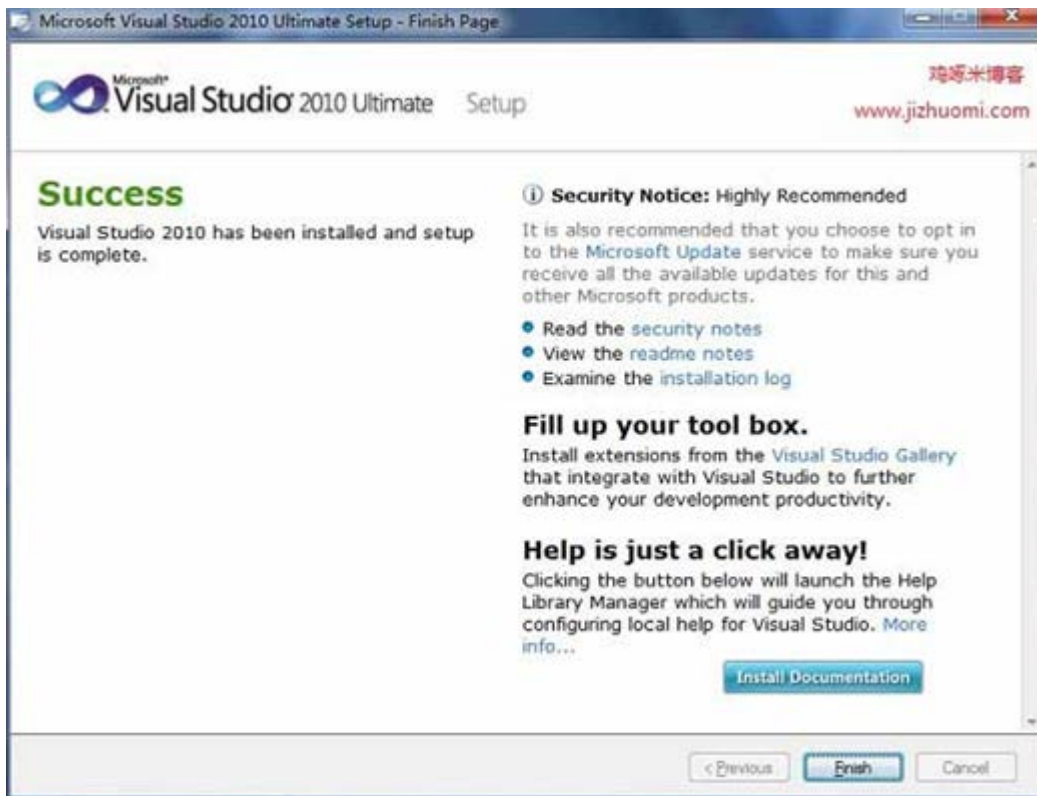 Microsoft Visual Studio 2010 Ultimate Setup - Finish Page
Microsoft®
Visual Studio® 2010 Ultimate Setup
鸡啄米博客
www.jizhuomi.com
Success
Visual Studio 2010 has been installed and setup
is complete.
Security Notice: Highly Recommended
It is also recommended that you choose to opt in
to the Microsoft Update service to make sure you
receive all the available updates for this and
other Microsoft products.
Read the security notes
View the readme notes
Examine the installation log
Fill up your tool box.
Install extensions from the Visual Studio Gallery
that integrate with Visual Studio to further
enhance your development productivity.
Help is just a click away!
Clicking the button below will launch the Help
Library Manager which will guide you through
configuring local help for Visual Studio. More
info...
Install Documentation
< Previous
Finish
Cancel